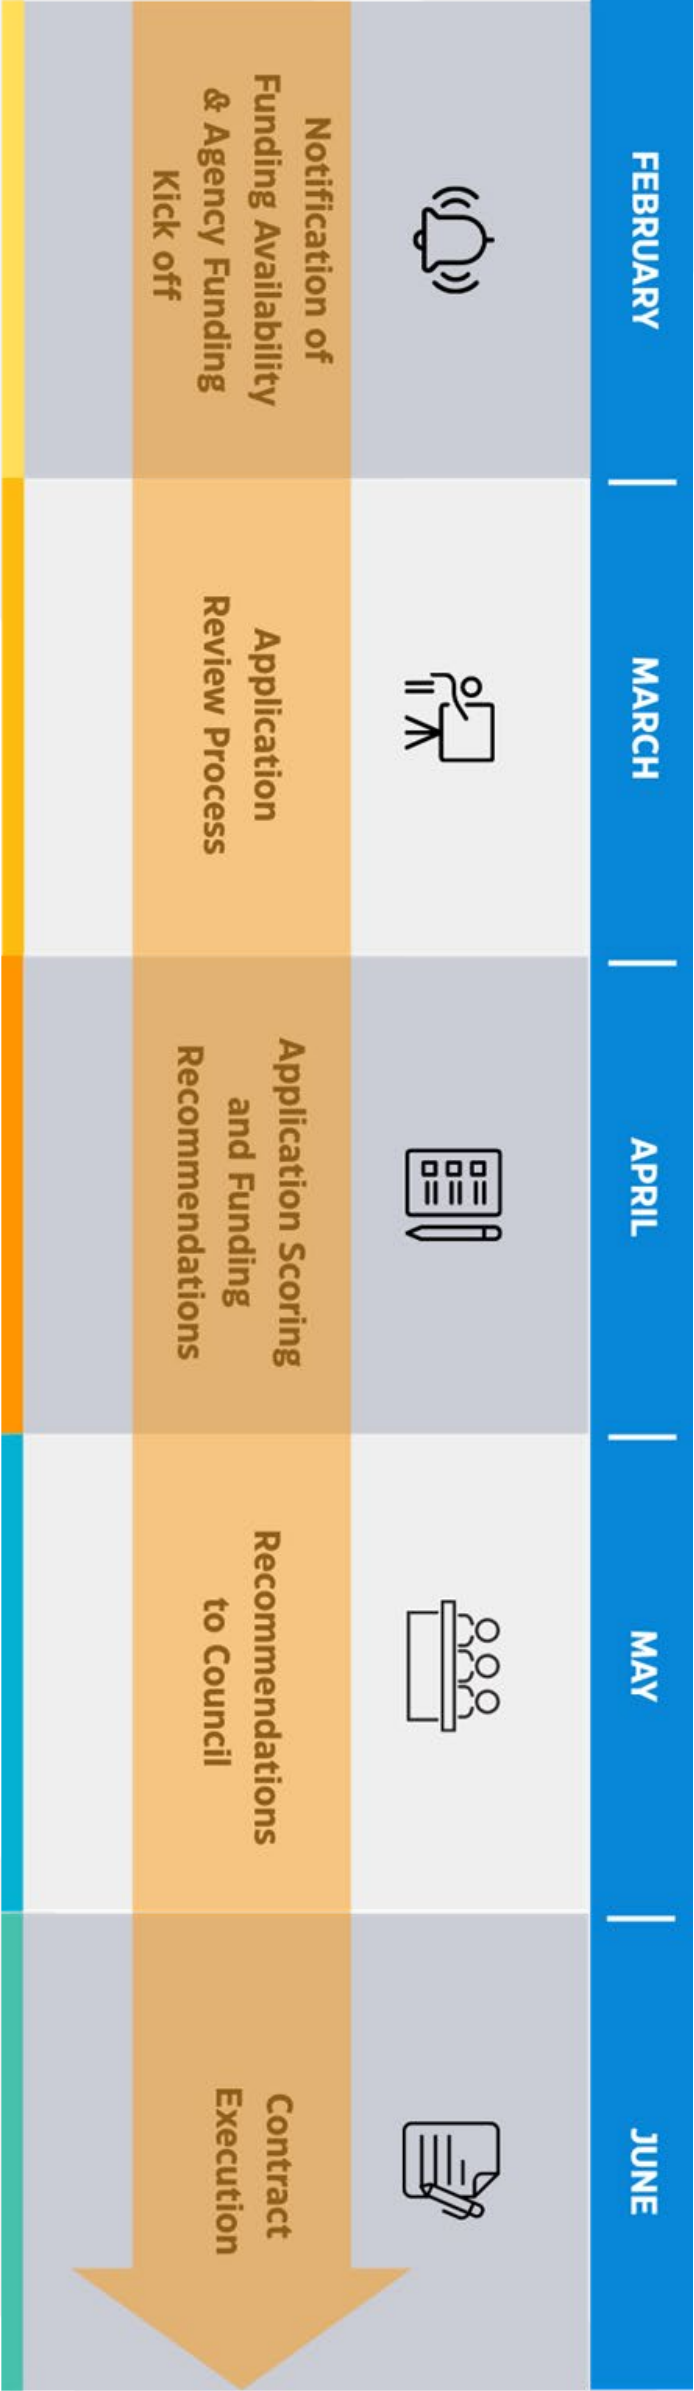 FEBRUARY
Notification of
Funding Availability
& Agency Funding
Kick off
MARCH
Application
Review Process
APRIL
Application Scoring
and Funding
Recommendations
MAY
Recommendations
to Council
JUNE
Contract
Execution